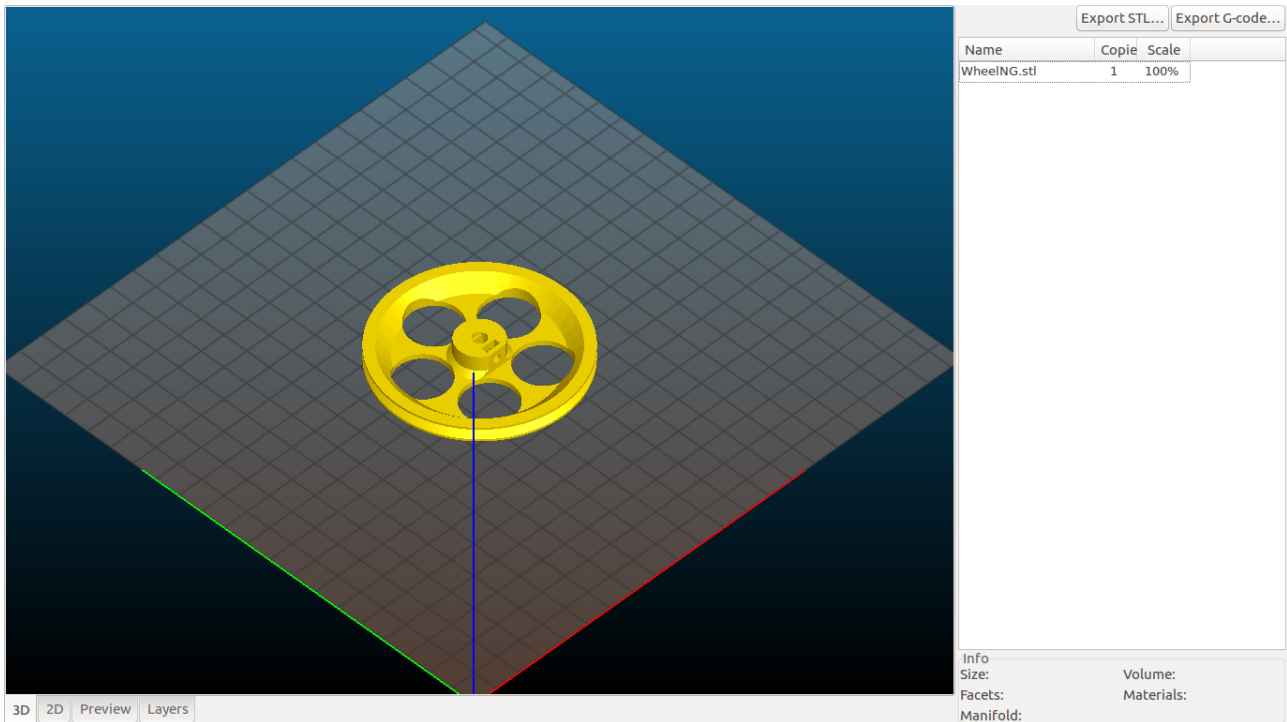 Export STL... Export G-code...
Name Copie Scale
WheelNG.stl 1 100%
Info
Size: Volume:
Facets: Materials:
Manifold:
3D 2D Preview Layers